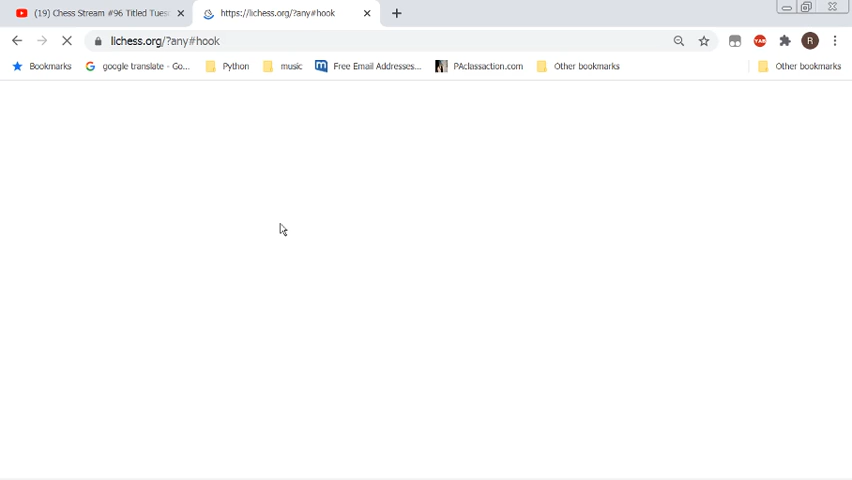 (19) Chess Stream #96 Titled Tues
https://lichess.org/?any#hook
lichess.org/?any#hook
YAB
R
Bookmarks
google translate - Go...
Python
music
Free Email Addresses...
PAclassaction.com
Other bookmarks
Other bookmarks